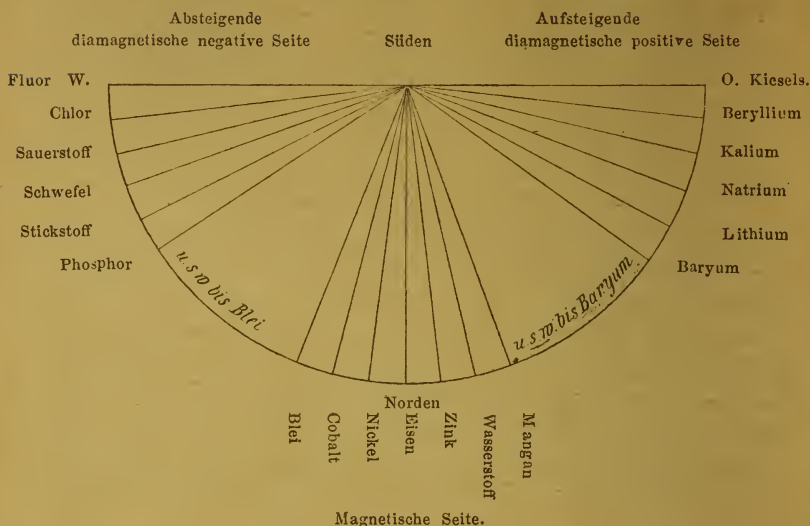 Absteigende
diamagnetische negative Seite
Süden
Aufsteigende
diamagnetische positive Seite
Fluor W.
O. Kiesels.
Chlor
Beryllium
Sauerstoff
Kalium
Schwefel
Natrium
Stickstoff
Lithium
Phosphor
Baryum
u. s. w bis Blei
u. s. w. bis Baryum
Norden
Blei
Cobalt
Nickel
Eisen
Zink
Wasserstoff
Mangan
Magnetische Seite.